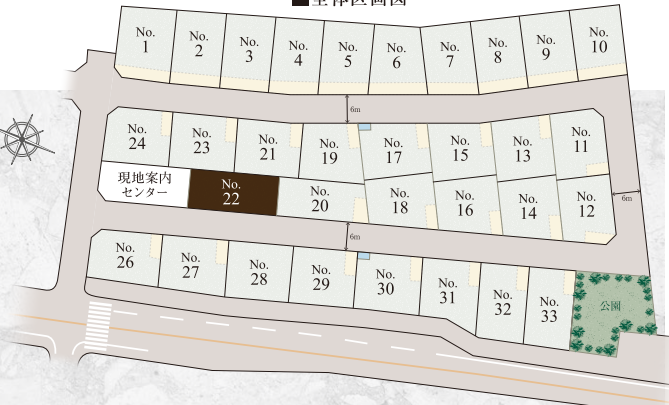 ■全体区画図
No.
1
No.
2
No.
3
No.
4
No.
5
No.
6
No.
7
No.
8
No.
9
No.
10
6m
No.
24
No.
23
No.
21
No.
19
No.
17
No.
15
No.
13
No.
11
現地案内
センター
No.
22
No.
20
No.
18
No.
16
No.
14
No.
12
6m
6m
No.
26
No.
27
No.
28
No.
29
No.
30
No.
31
No.
32
No.
33
公園